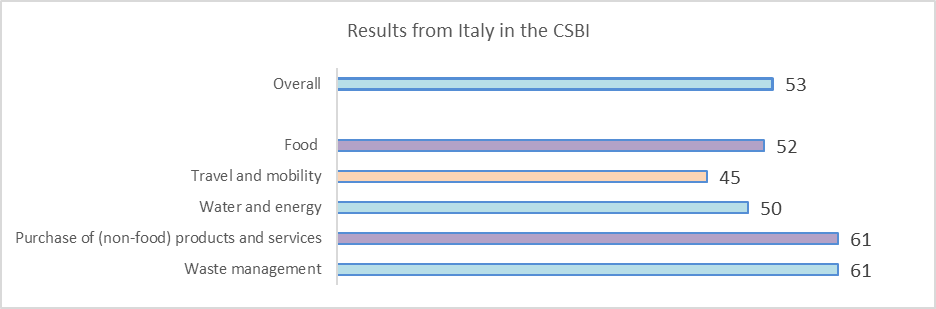 Results from Italy in the CSBI
Overall 53
Food 52
Travel and mobility 45
Water and energy 50
Purchase of (non-food) products and services 61
Waste management 61